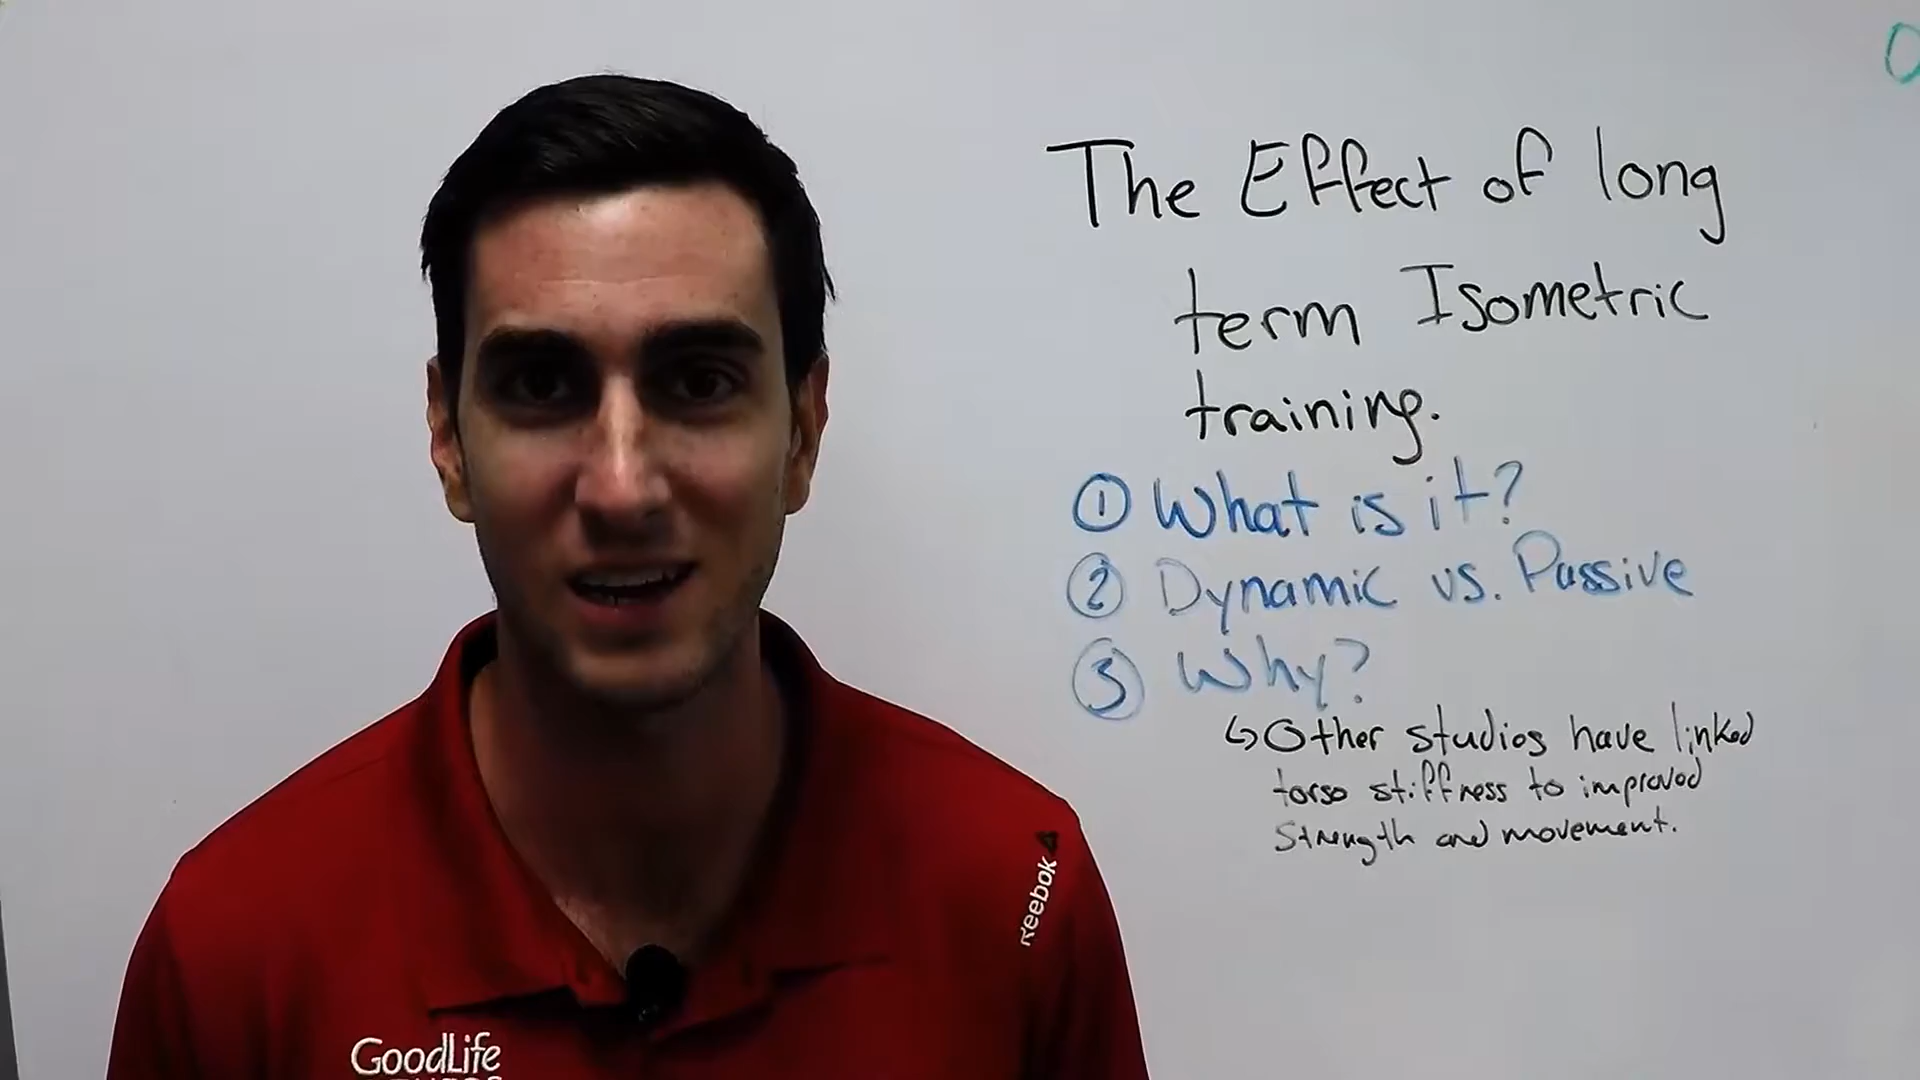 The Effect of long
term Isometric
training.
① What is it?
② Dynamic vs. Passive
③ Why?
↳ Other studios have linked
torso stiffness to improved
strength and movement.
Reebok
GoodLife